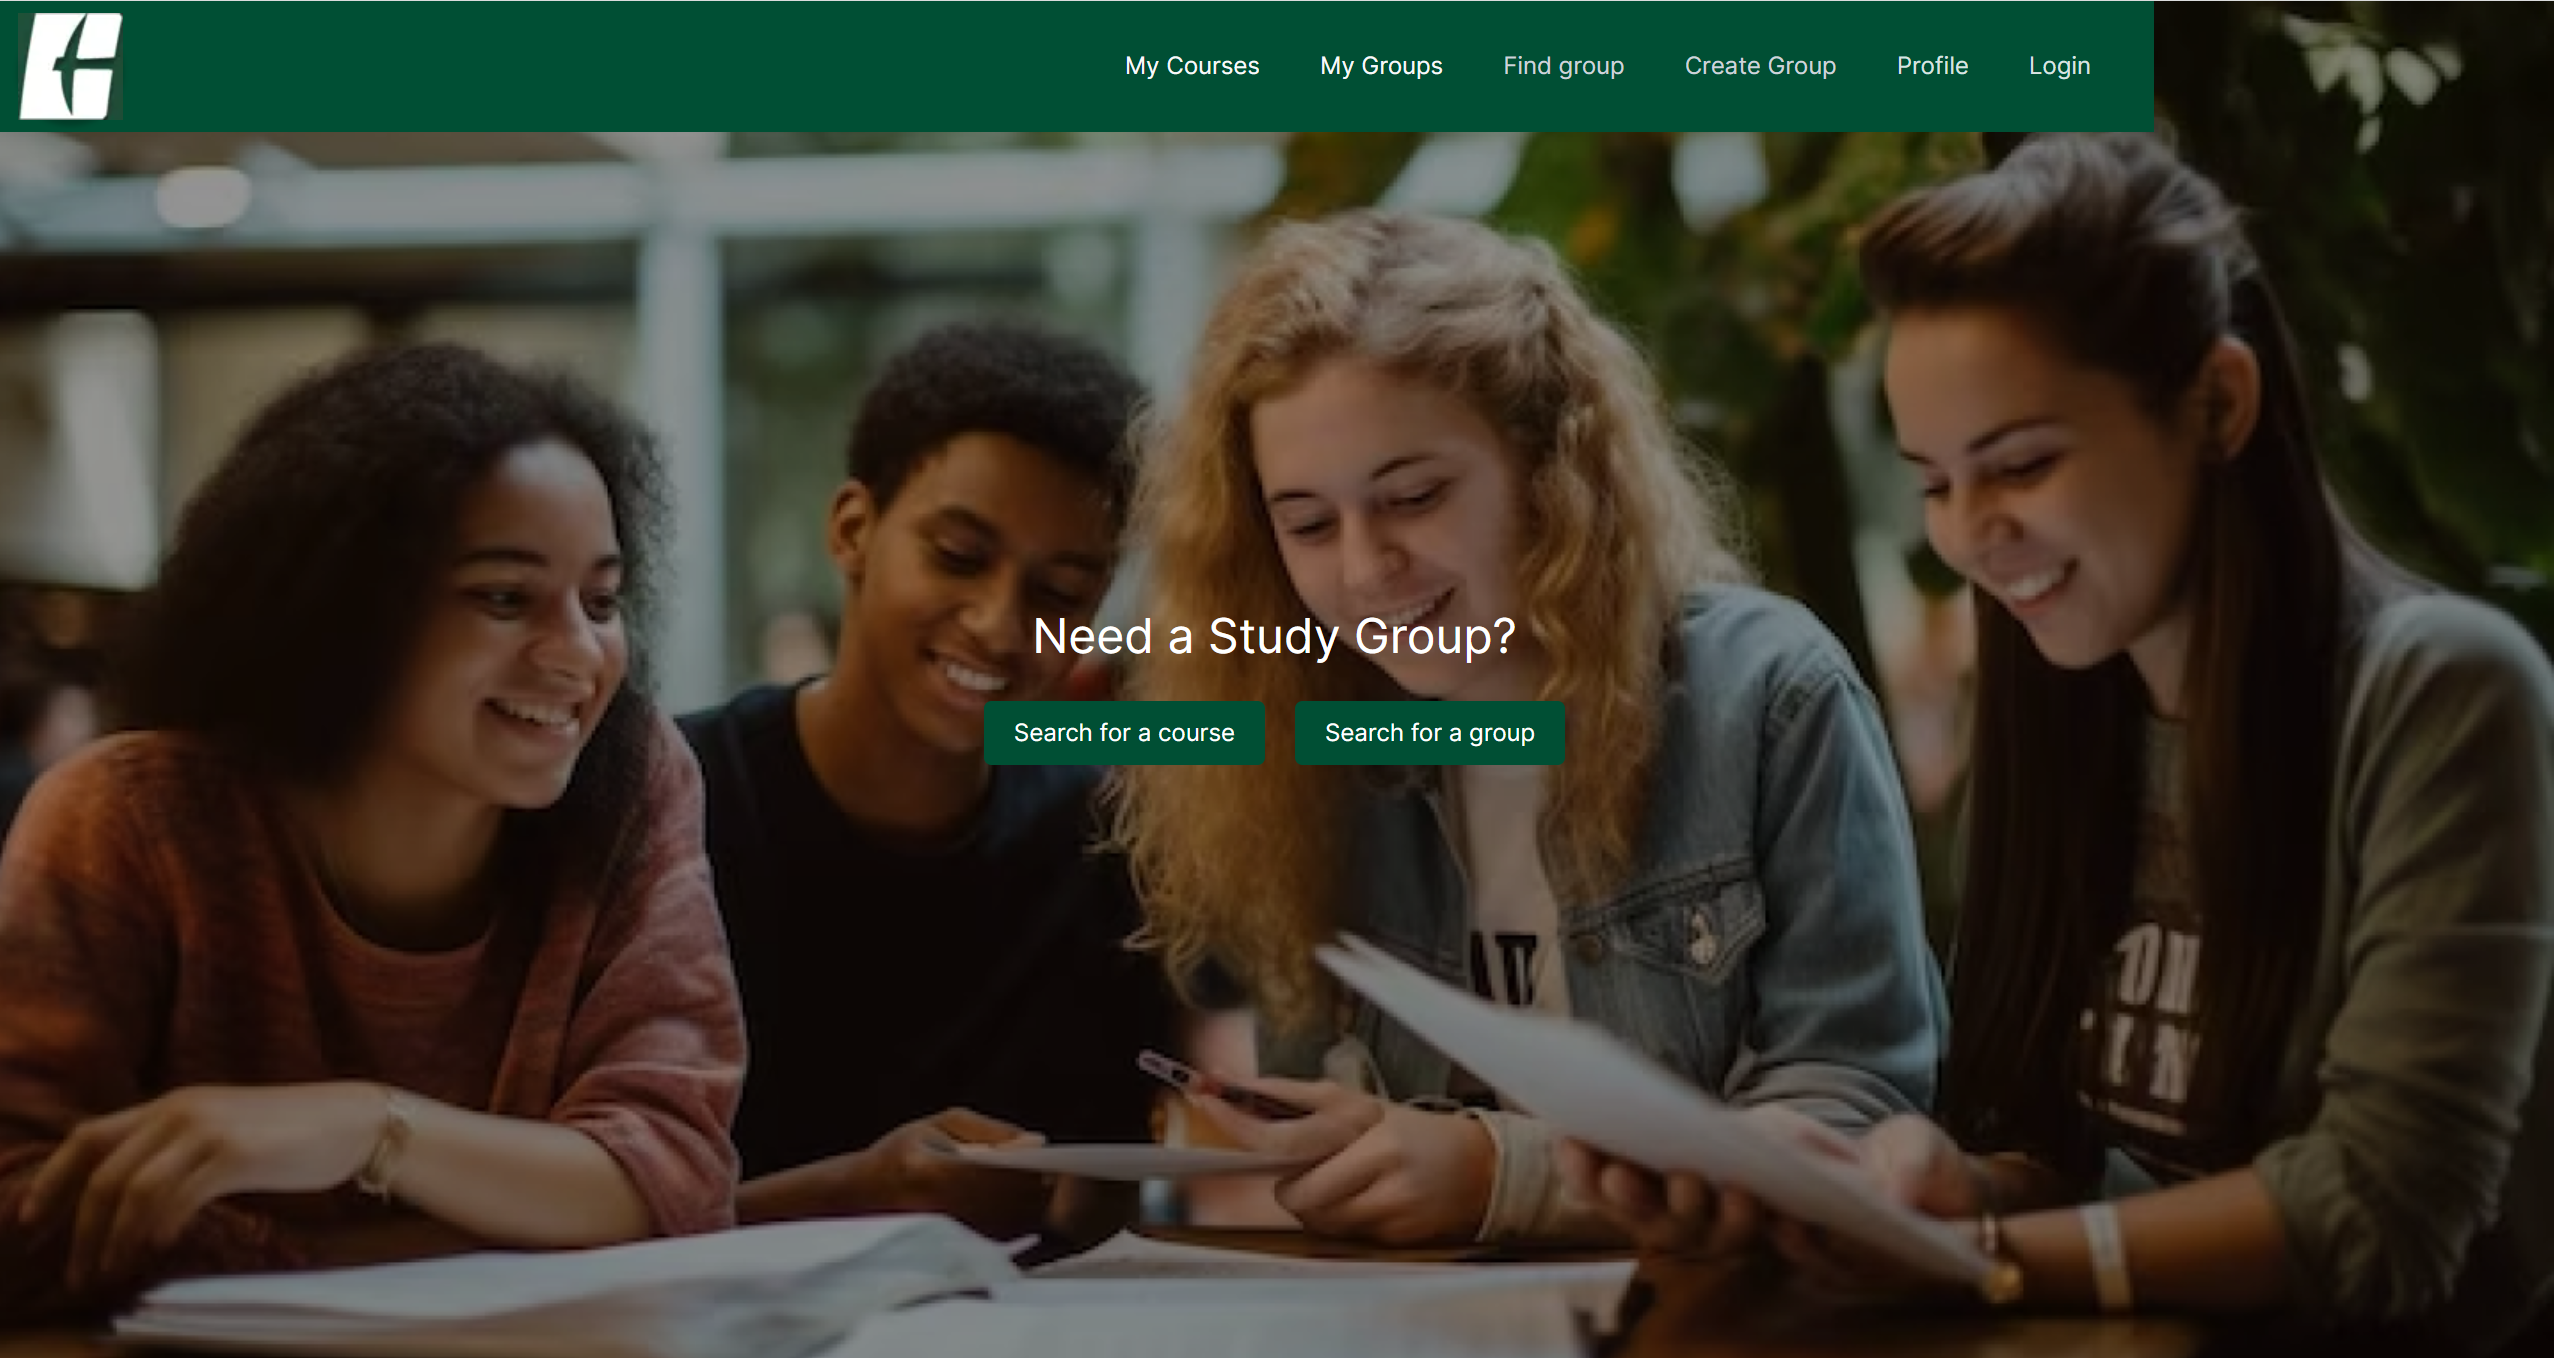 My Courses My Groups Find group Create Group Profile Login
Need a Study Group?
Search for a course Search for a group